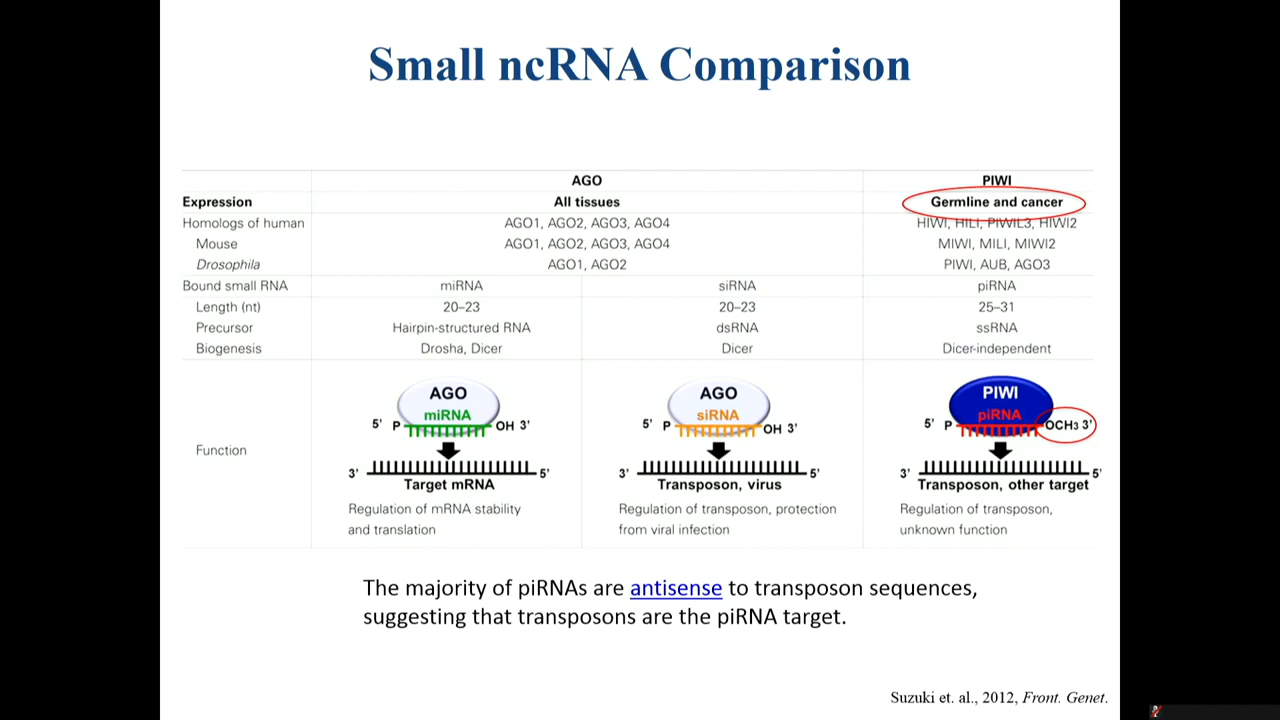 Small ncRNA Comparison
AGO PIWI
Expression All tissues Germline and cancer
Homologs of human AGO1, AGO2, AGO3, AGO4 HIWI, HILI, PIWIL3, HIWI2
Mouse AGO1, AGO2, AGO3, AGO4 MIWI, MILI, MIWI2
Drosophila AGO1, AGO2 PIWI, AUB, AGO3
Bound small RNA miRNA siRNA piRNA
Length (nt) 20–23 20–23 25–31
Precursor Hairpin-structured RNA dsRNA ssRNA
Biogenesis Drosha, Dicer Dicer Dicer-independent
Function
AGO
miRNA
5' P OH 3'
3' 5'
Target mRNA
Regulation of mRNA stability
and translation
AGO
siRNA
5' P OH 3'
3' 5'
Transposon, virus
Regulation of transposon, protection
from viral infection
PIWI
piRNA
5' P OCH3 3'
3' 5'
Transposon, other target
Regulation of transposon,
unknown function
The majority of piRNAs are antisense to transposon sequences,
suggesting that transposons are the piRNA target.
Suzuki et. al., 2012, Front. Genet.